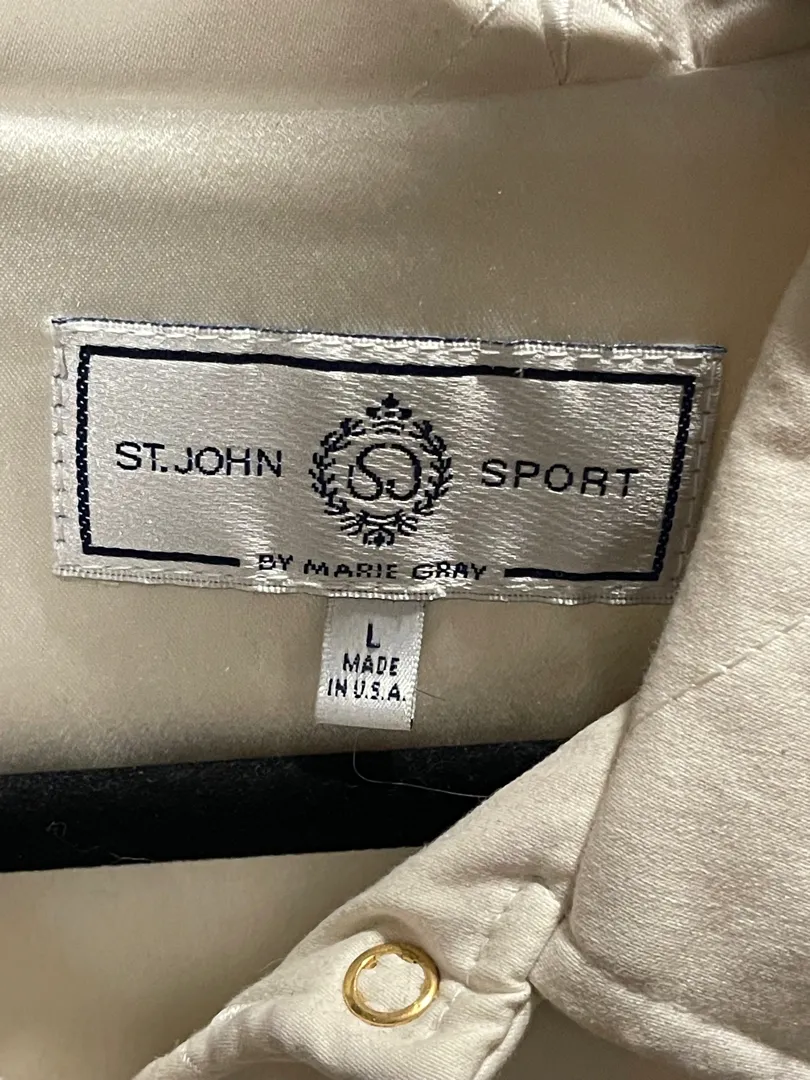 ST. JOHN SJ SPORT
BY MARIE GRAY
L
MADE
IN U.S.A.